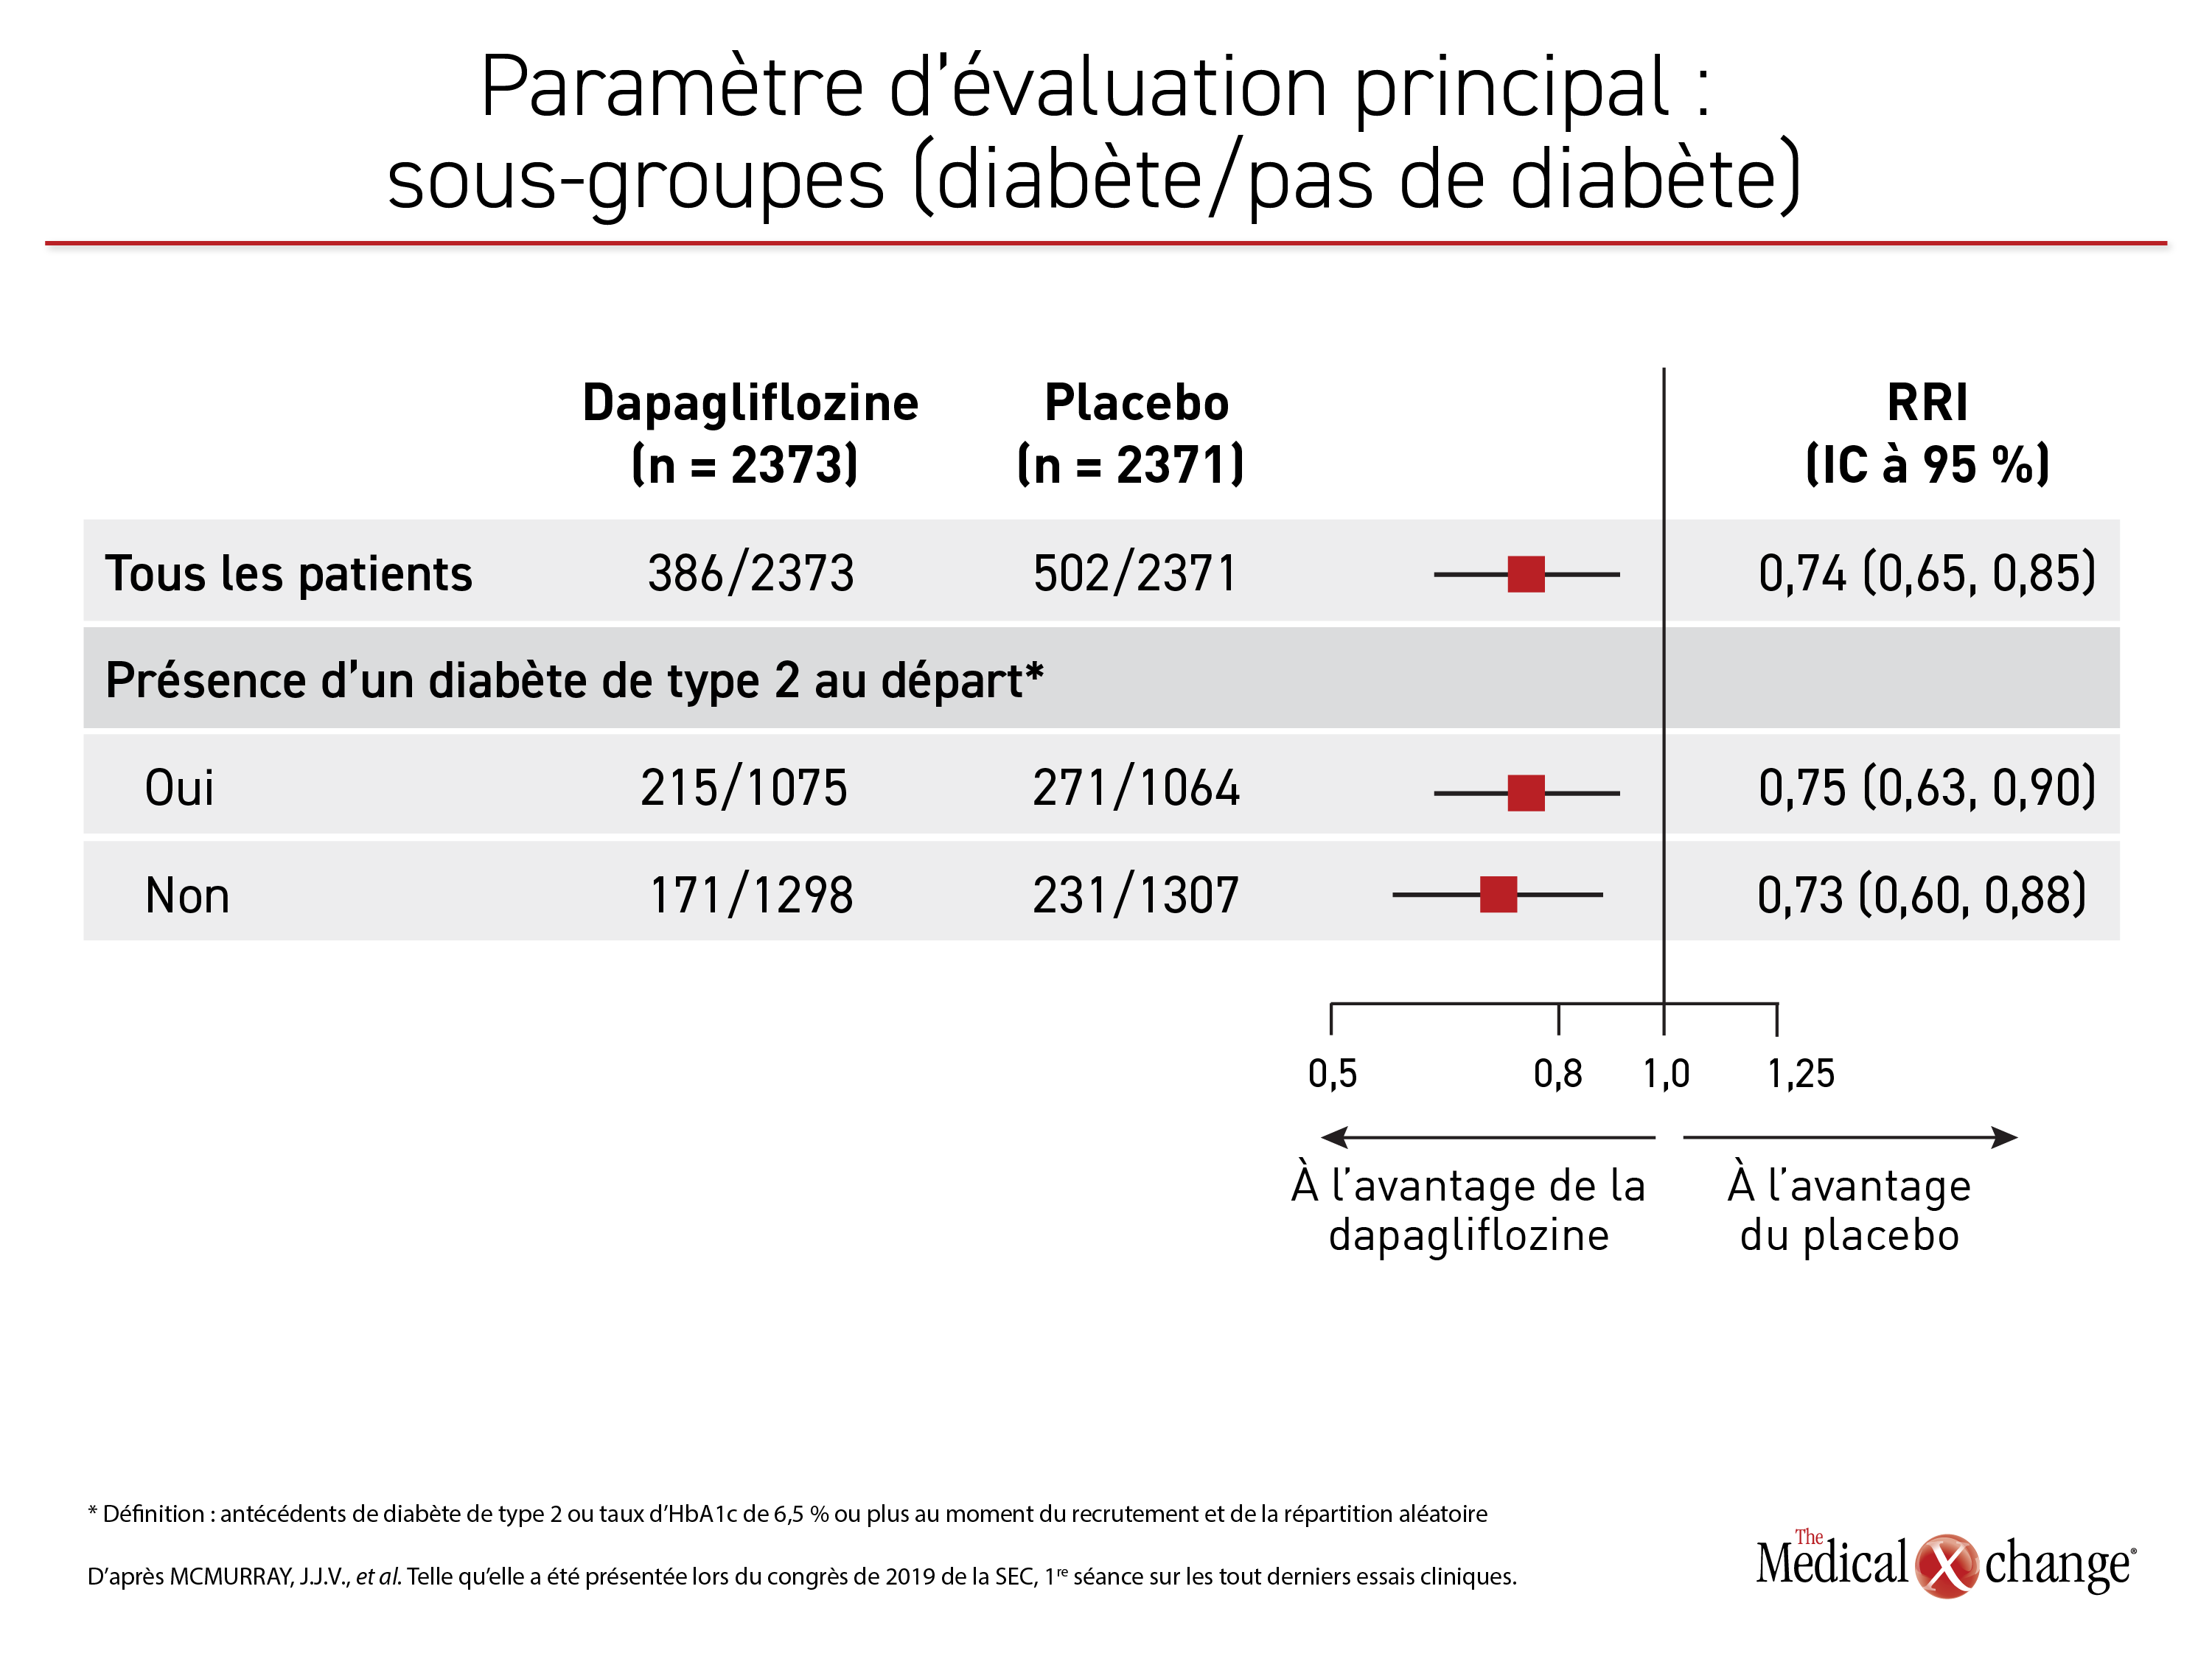 Paramètre d’évaluation principal :
sous-groupes (diabète/pas de diabète)
Dapagliflozine Placebo RRI
(n = 2373) (n = 2371) (IC à 95 %)
Tous les patients 386/2373 502/2371 0,74 (0,65, 0,85)
Présence d’un diabète de type 2 au départ*
Oui 215/1075 271/1064 0,75 (0,63, 0,90)
Non 171/1298 231/1307 0,73 (0,60, 0,88)
0,5 0,8 1,0 1,25
À l’avantage de la À l’avantage
dapagliflozine du placebo
* Définition : antécédents de diabète de type 2 ou taux d’HbA1c de 6,5 % ou plus au moment du recrutement et de la répartition aléatoire
D’après MCMURRAY, J.J.V., et al. Telle qu’elle a été présentée lors du congrès de 2019 de la SEC, 1re séance sur les tout derniers essais cliniques.
The
Medical X change®